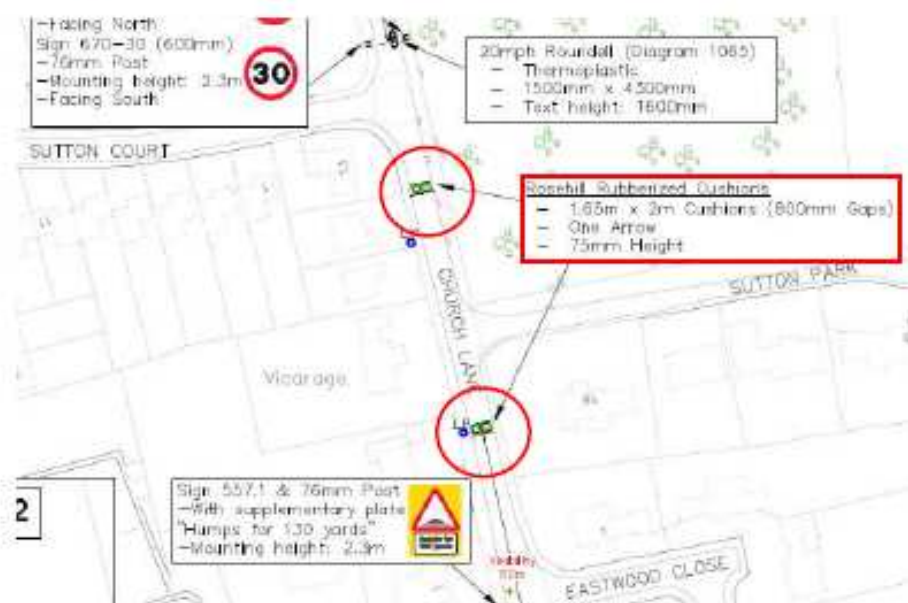 -Facing North
Sign 670-30 (600mm)
-76mm Post
-Mounting height: 2.3m
-Facing South
30
20mph Roundell (Diagram 1065)
- Thermoplastic
- 1500mm x 4300mm
- Text height: 1600mm
SUTTON COURT
Rosehill Rubberized Cushions
- 1.65m x 2m Cushions (800mm Gaps)
- One Arrow
- 75mm Height
SUTTON PARK
CHURCH LANE
Vicarage
Sign 557.1 & 76mm Post
-With supplementary plate
"Humps for 130 yards"
-Mounting height: 2.3m
2
EASTWOOD CLOSE